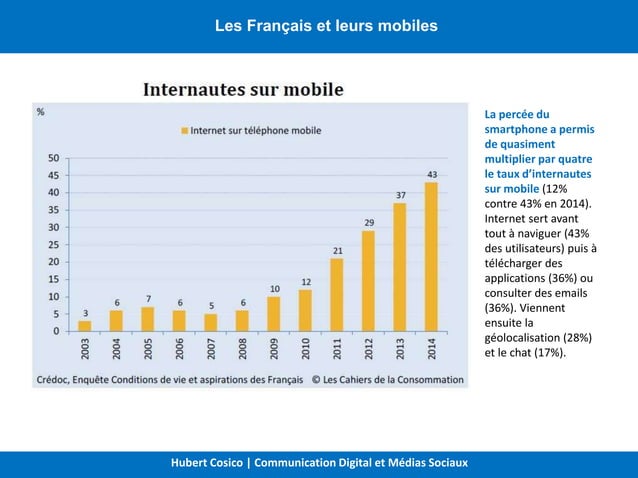 Les Français et leurs mobiles
Internautes sur mobile
%
Internet sur téléphone mobile
50
45
40
35
30
25
20
15
10
5
0
3
6
7
6
5
6
10
12
21
29
37
43
2003
2004
2005
2006
2007
2008
2009
2010
2011
2012
2013
2014
Crédoc, Enquête Conditions de vie et aspirations des Français © Les Cahiers de la Consommation
La percée du
smartphone a permis
de quasiment
multiplier par quatre
le taux d’internautes
sur mobile (12%
contre 43% en 2014).
Internet sert avant
tout à naviguer (43%
des utilisateurs) puis à
télécharger des
applications (36%) ou
consulter des emails
(36%). Viennent
ensuite la
géolocalisation (28%)
et le chat (17%).
Hubert Cosico | Communication Digital et Médias Sociaux